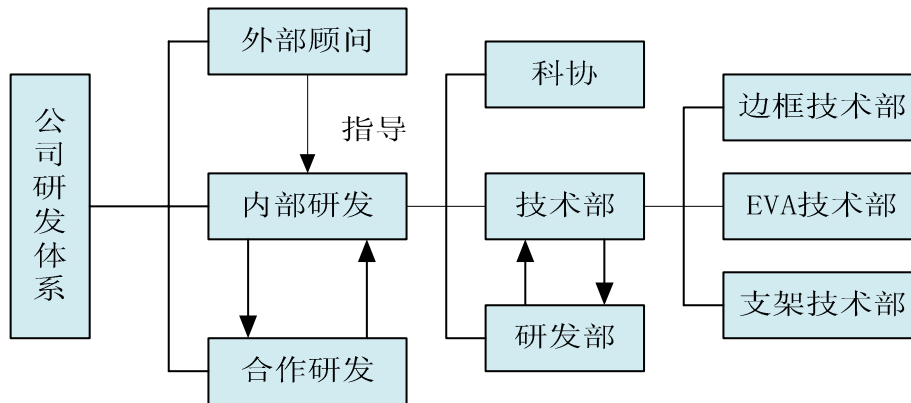 公司研发体系
外部顾问
指导
内部研发
合作研发
科协
技术部
研发部
边框技术部
EVA技术部
支架技术部